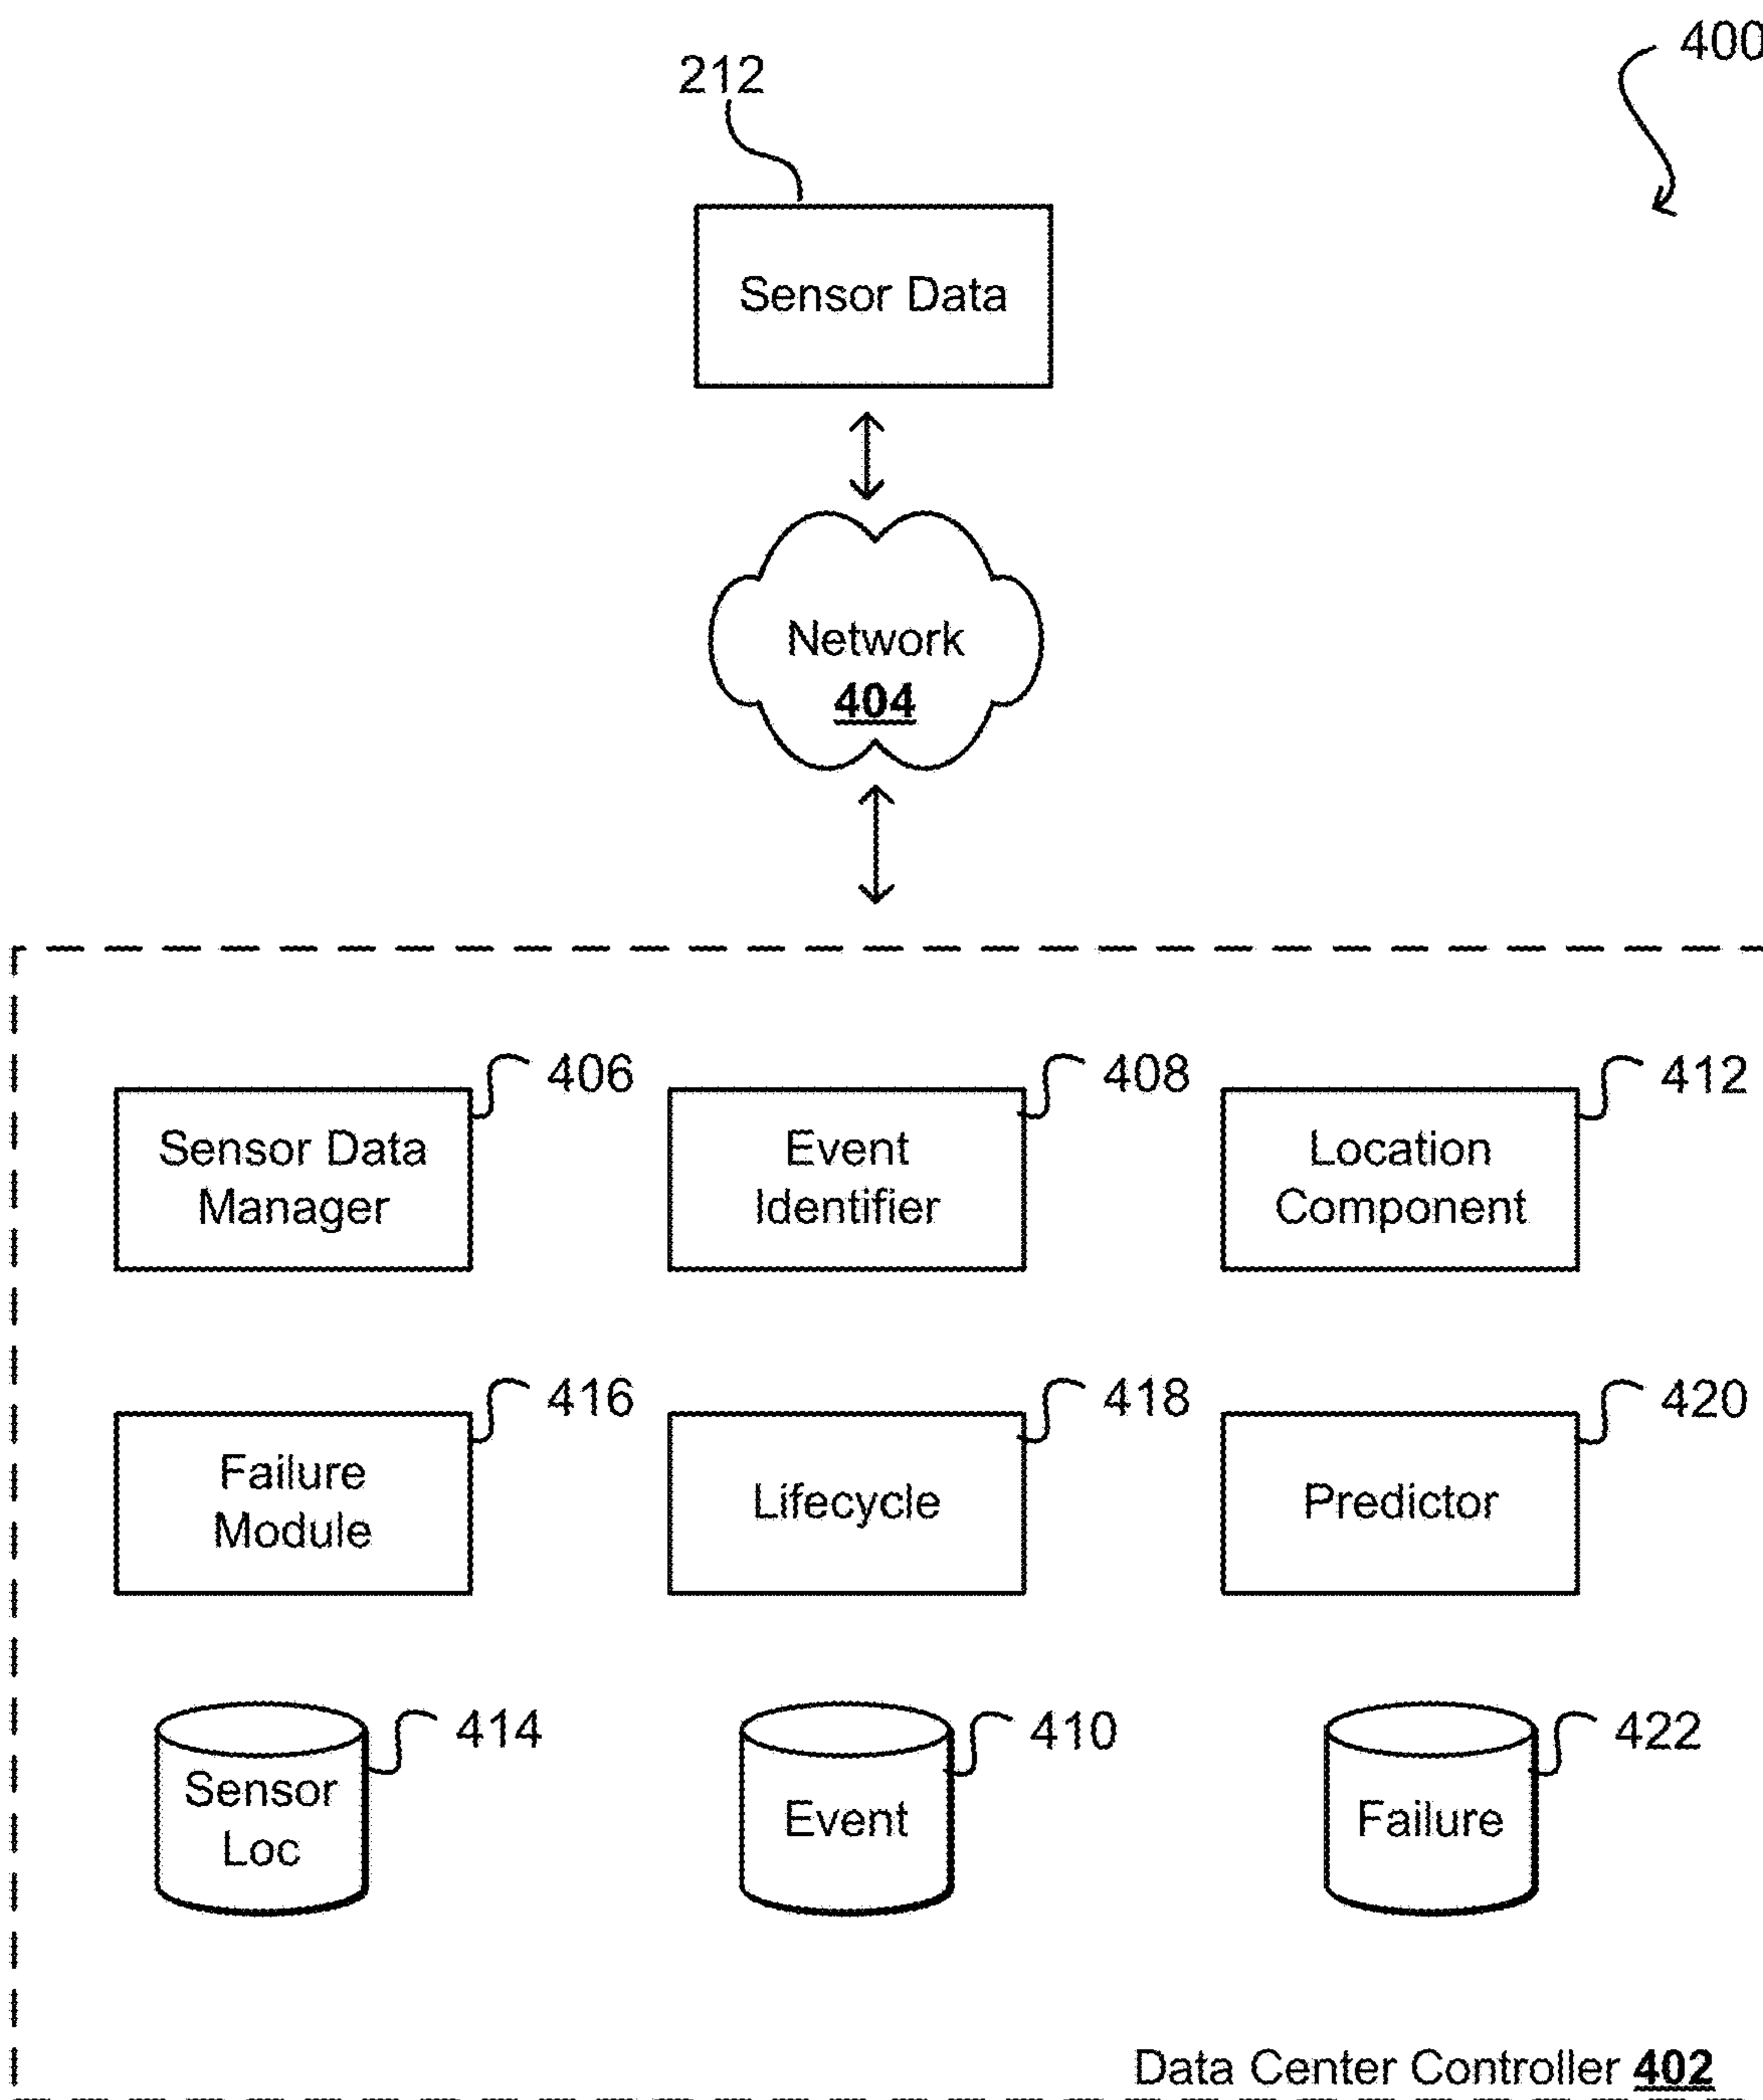 400
212
Sensor Data
Network
404
406
408
412
Sensor Data
Manager
Event
Identifier
Location
Component
416
418
420
Failure
Module
Lifecycle
Predictor
414
410
422
Sensor
Loc
Event
Failure
Data Center Controller 402